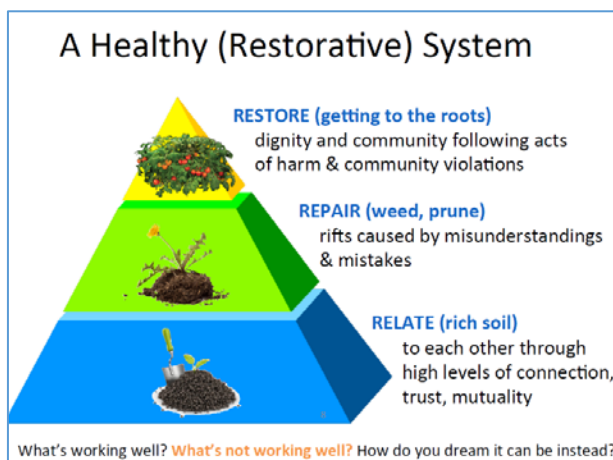 A Healthy (Restorative) System
RESTORE (getting to the roots)
dignity and community following acts
of harm & community violations
REPAIR (weed, prune)
rifts caused by misunderstandings
& mistakes
RELATE (rich soil)
to each other through
high levels of connection,
trust, mutuality
What's working well? What's not working well? How do you dream it can be instead?